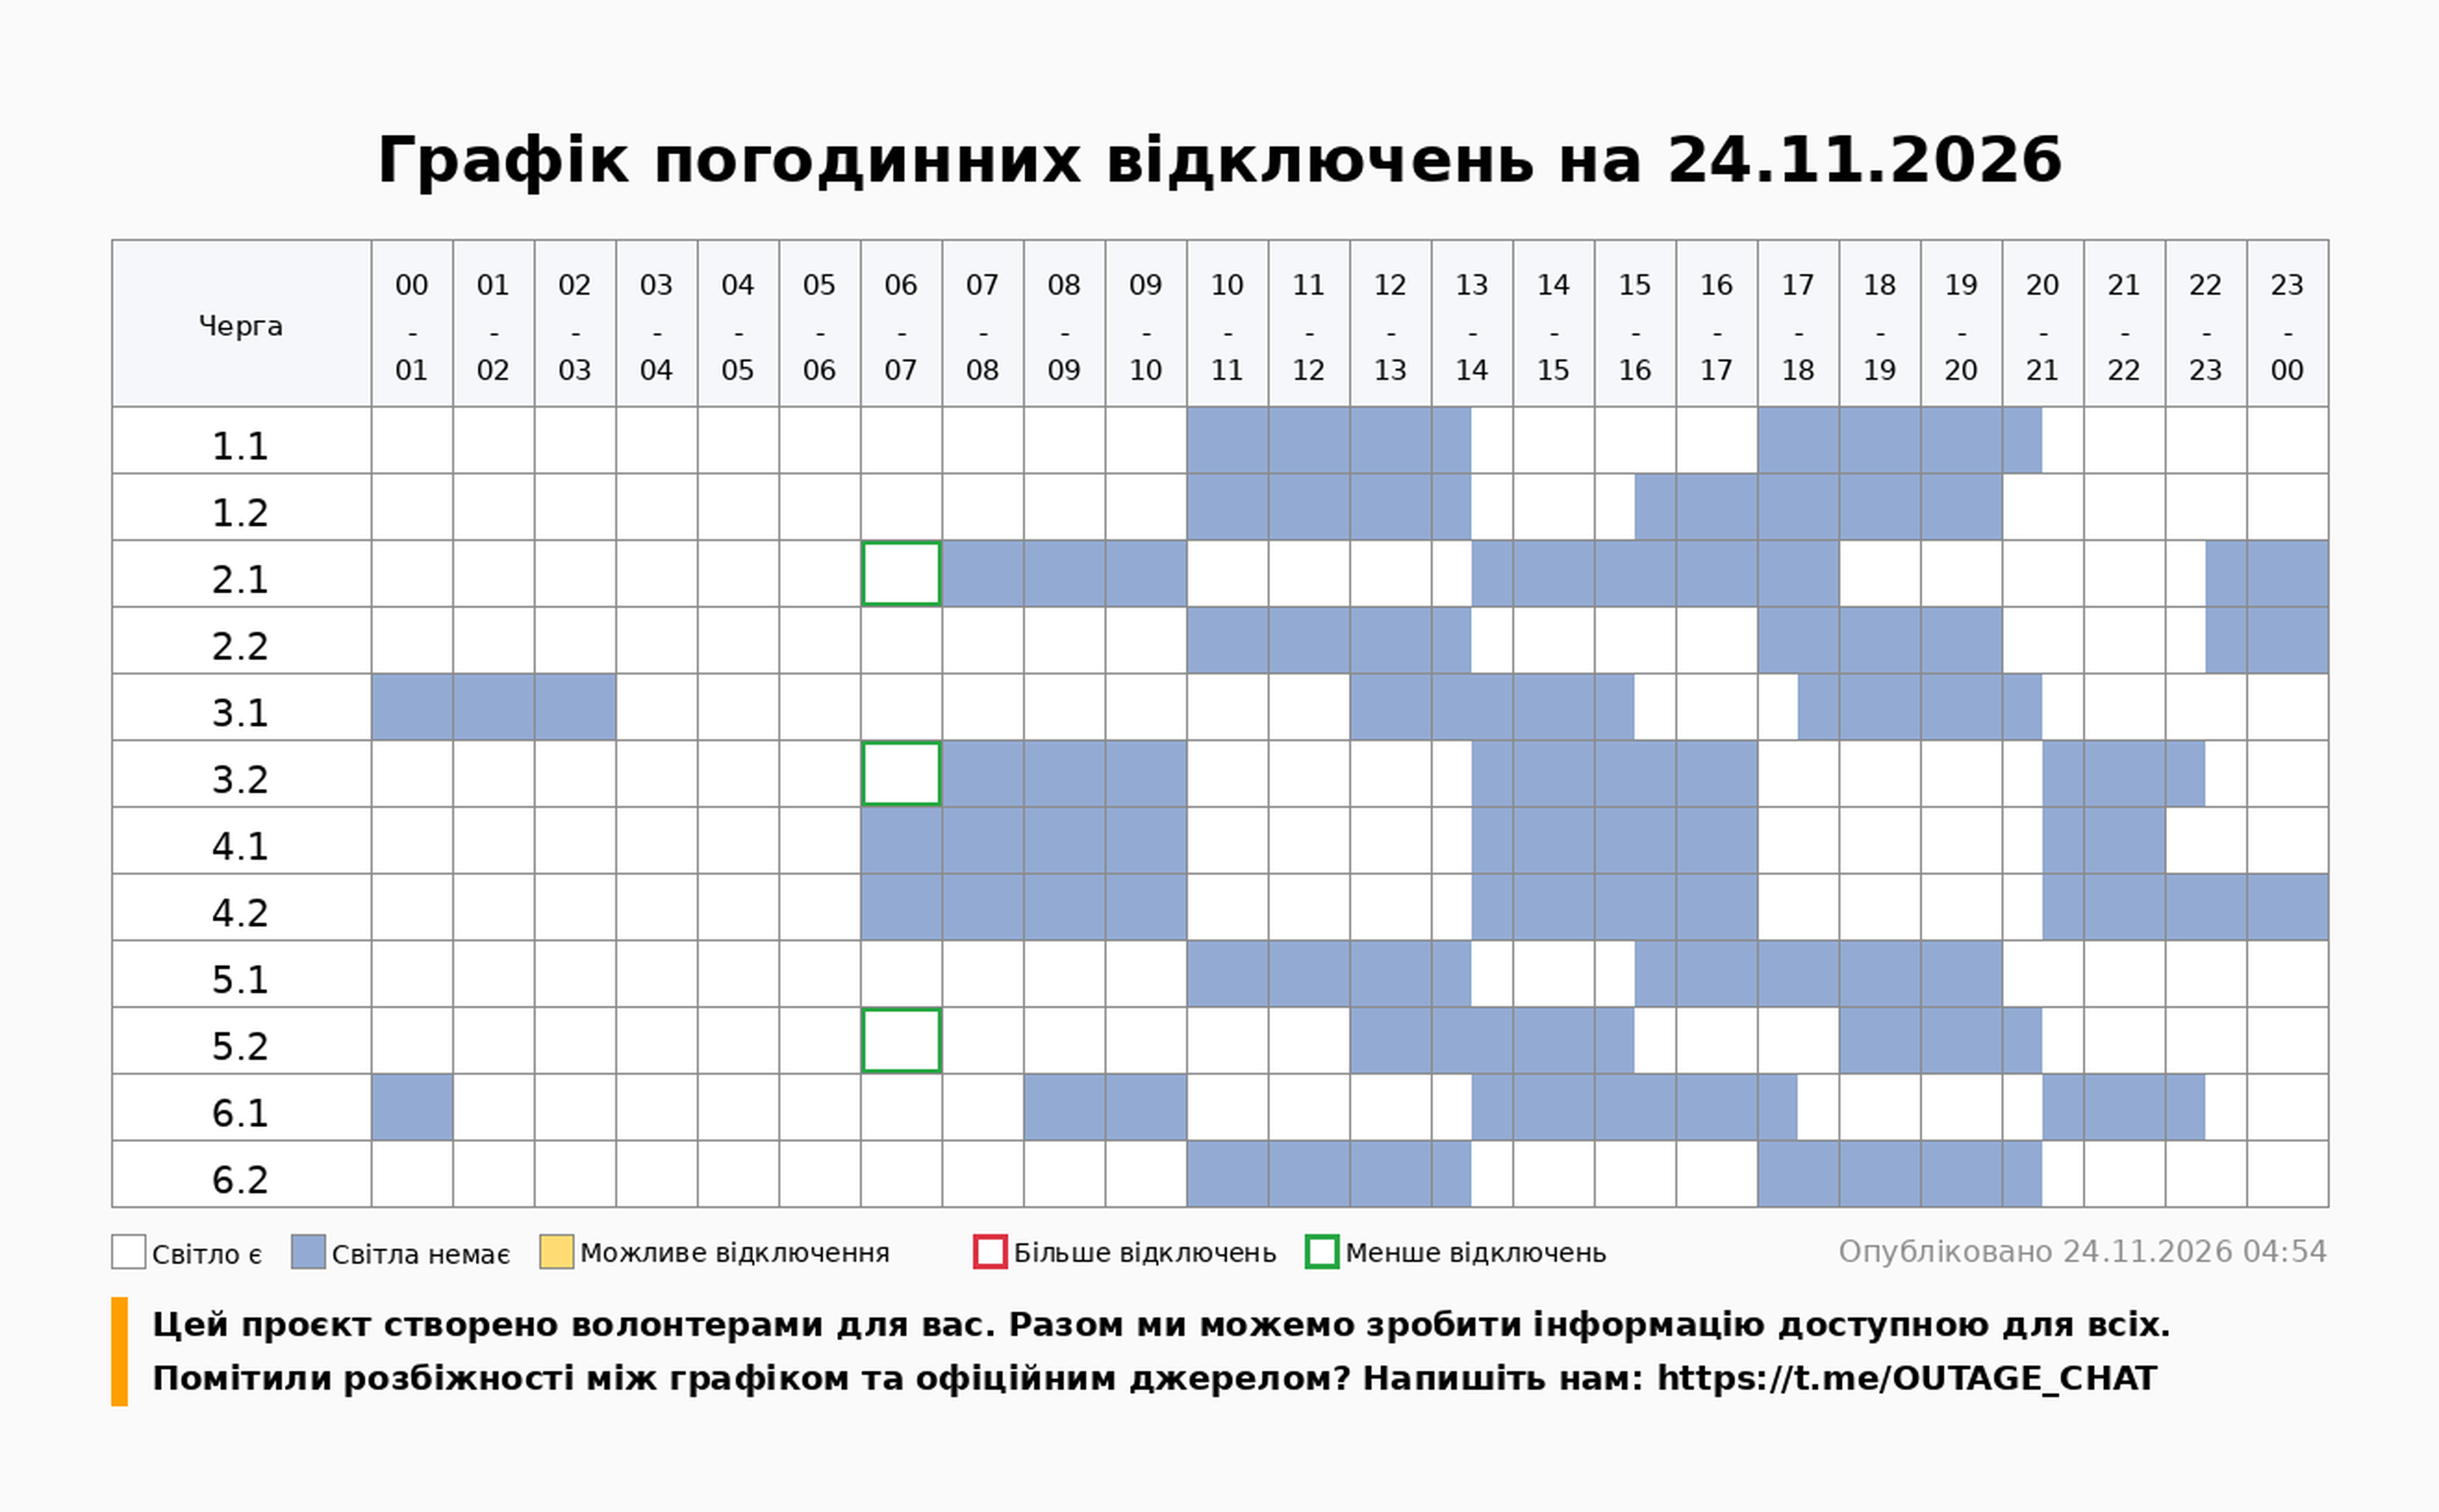 Графік погодинних відключень на 24.11.2026
Черга 00 - 01 01 - 02 02 - 03 03 - 04 04 - 05 05 - 06 06 - 07 07 - 08 08 - 09 09 - 10 10 - 11 11 - 12 12 - 13 13 - 14 14 - 15 15 - 16 16 - 17 17 - 18 18 - 19 19 - 20 20 - 21 21 - 22 22 - 23 23 - 00
1.1
1.2
2.1
2.2
3.1
3.2
4.1
4.2
5.1
5.2
6.1
6.2
Світло є Світла немає Можливе відключення Більше відключень Менше відключень Опубліковано 24.11.2026 04:54
Цей проєкт створено волонтерами для вас. Разом ми можемо зробити інформацію доступною для всіх.
Помітили розбіжності між графіком та офіційним джерелом? Напишіть нам: https://t.me/OUTAGE_CHAT